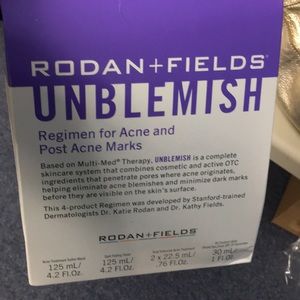 RODAN+FIELDS®
UNBLEMISH
Regimen for Acne and
Post Acne Marks
Based on Multi-Med® Therapy, UNBLEMISH is a complete
skincare system that combines cosmetic and active OTC
ingredients that penetrate pores where acne originates,
helping eliminate acne blemishes and minimize dark marks
before they are visible on the skin's surface.
This 4-product Regimen was developed by Stanford-trained
Dermatologists Dr. Katie Rodan and Dr. Kathy Fields.
RODAN+FIELDS
125 mL/ 125 mL/ 2 x 22.5 mL/ 30 mL/
4.2 Fl.Oz. 4.2 Fl.Oz. .76 Fl.Oz. 1 Fl.Oz.